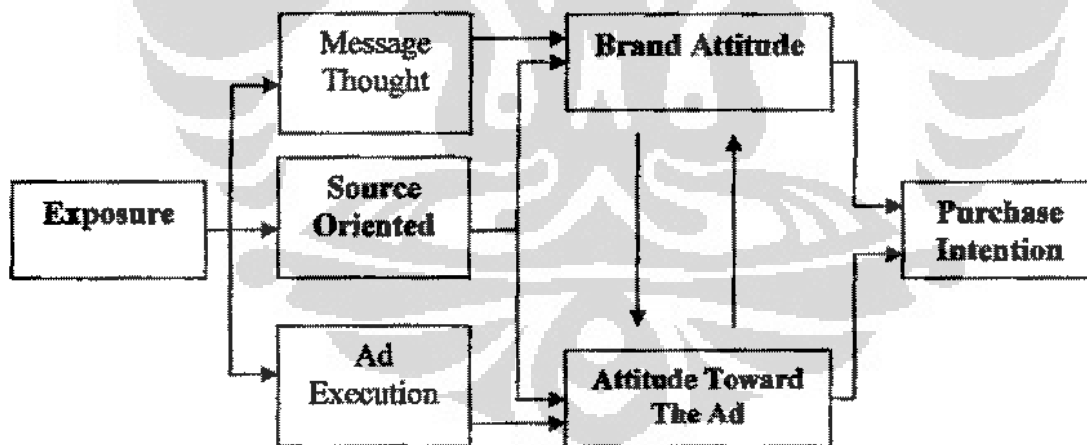 Message
Thought
Brand Attitude
Exposure
Source
Oriented
Purchase
Intention
Ad
Execution
Attitude Toward
The Ad